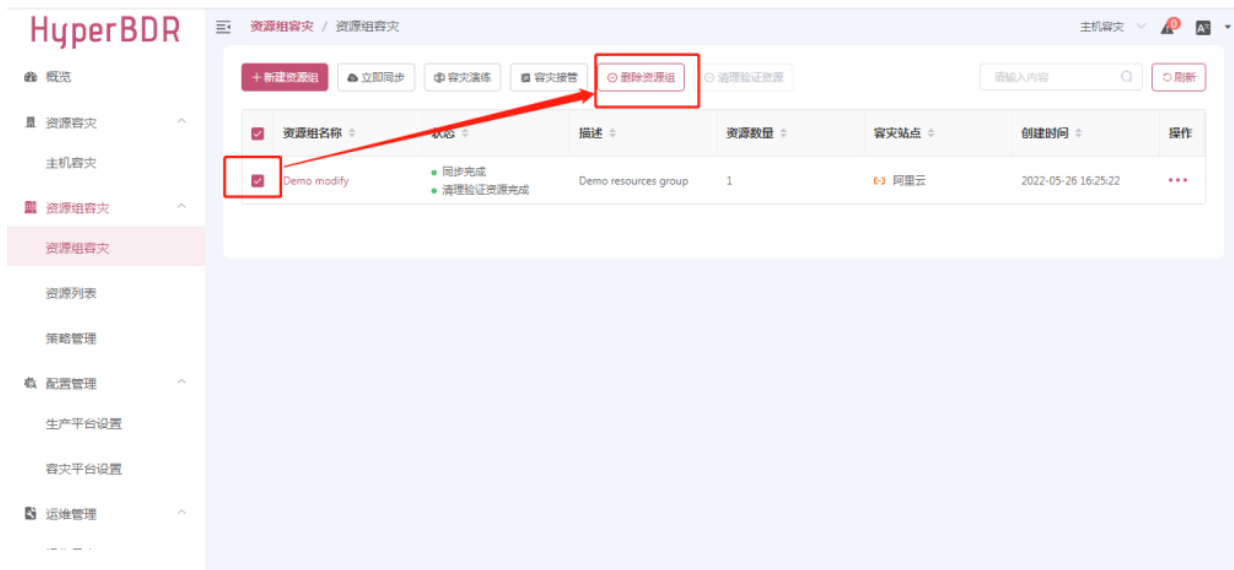 HyperBDR
资源组容灾 / 资源组容灾
主机容灾
0
概览
资源容灾
主机容灾
资源组容灾
资源组容灾
资源列表
策略管理
配置管理
生产平台设置
容灾平台设置
运维管理
+ 新建资源组 立即同步 容灾演练 容灾接管 删除资源组 清理验证资源
请输入内容 刷新
资源组名称 状态 描述 资源数量 容灾站点 创建时间 操作
Demo modify 同步完成 Demo resources group 1 阿里云 2022-05-26 16:25:22
清理验证资源完成